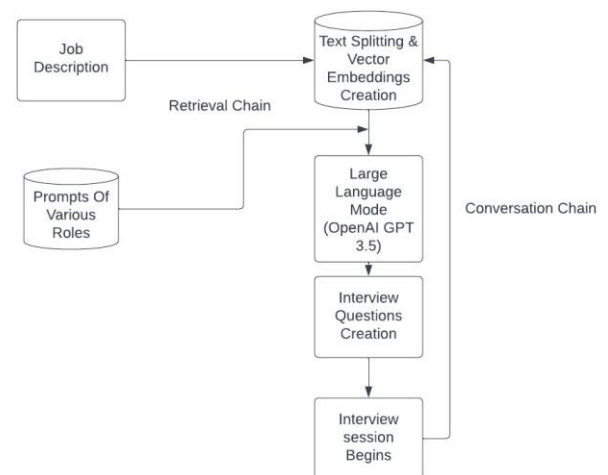 Job
Description
Text Splitting &
Vector
Embeddings
Creation
Retrieval Chain
Prompts Of
Various
Roles
Large
Language
Mode
(OpenAI GPT
3.5)
Conversation Chain
Interview
Questions
Creation
Interview
session
Begins